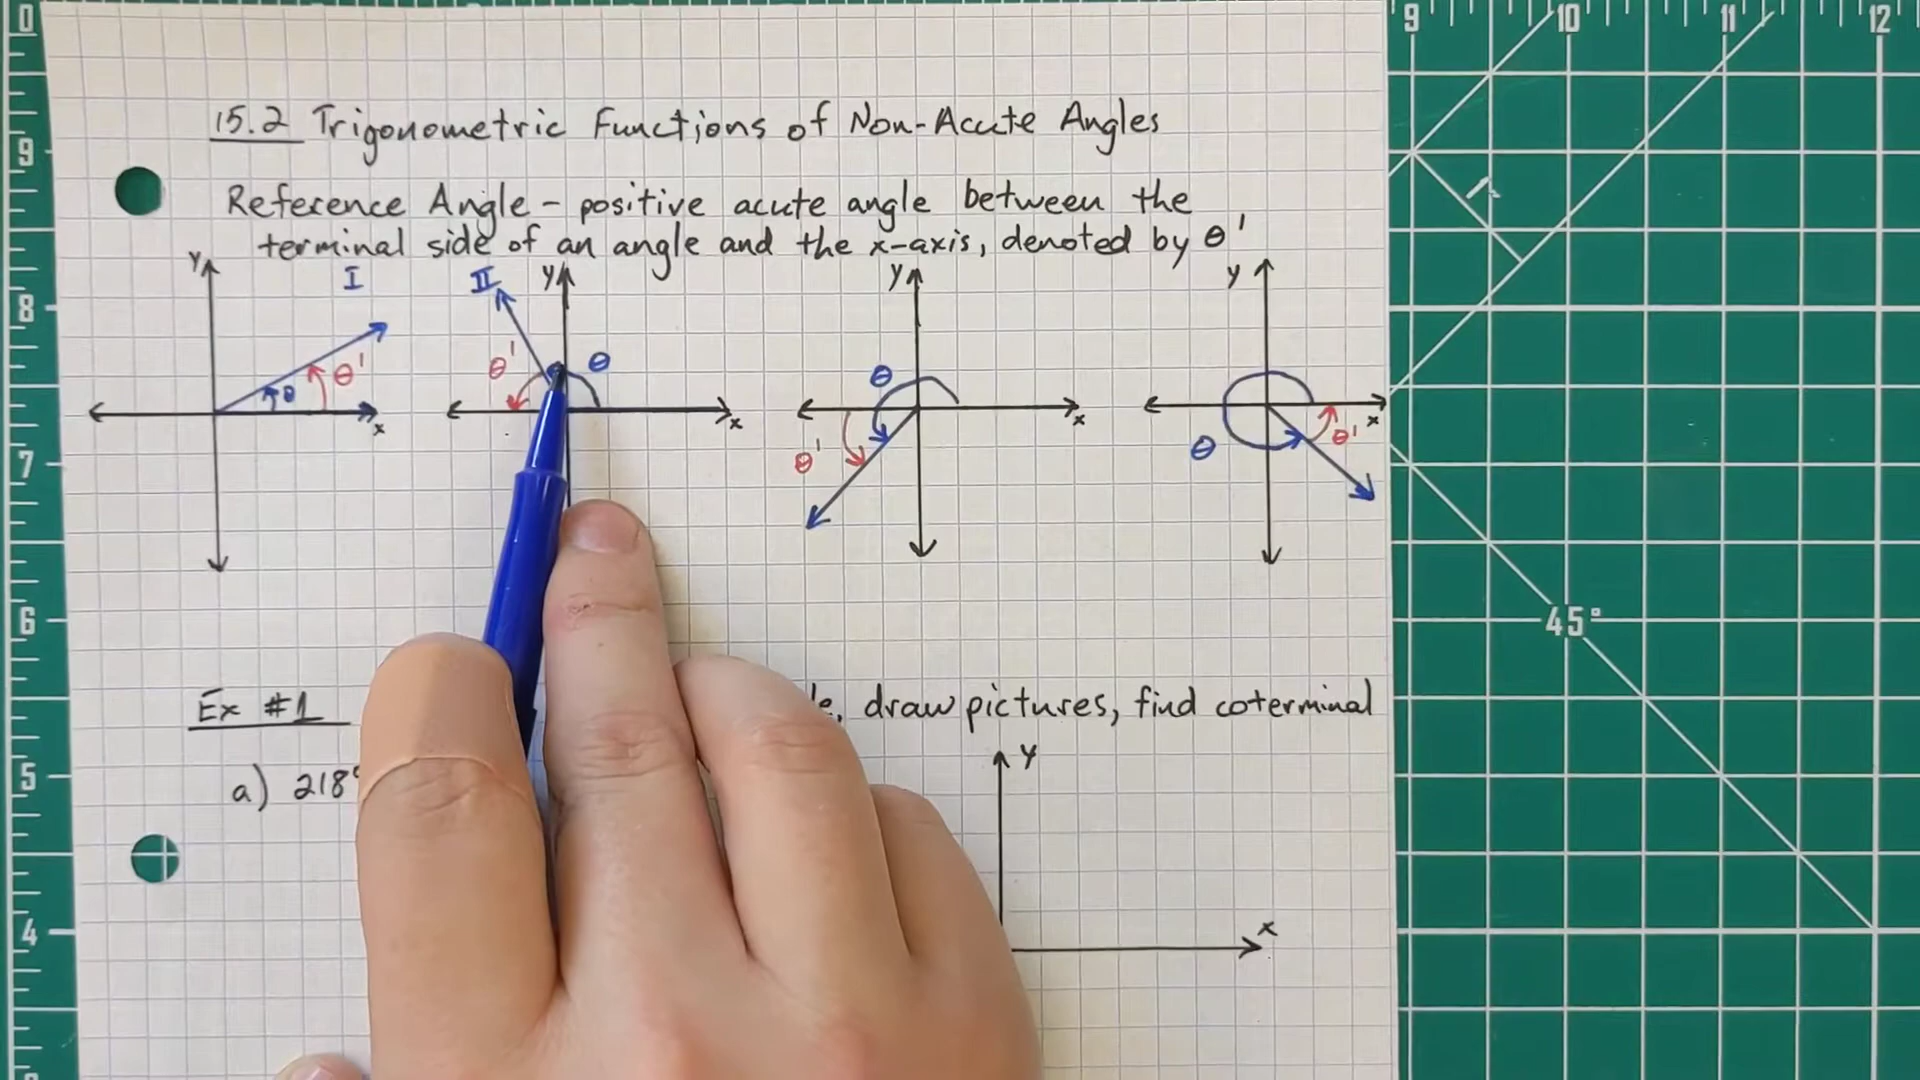 0
9
10
11
12
15.2 Trigonometric Functions of Non-Acute Angles
9
Reference Angle - positive acute angle between the
terminal side of an angle and the x-axis, denoted by θ'
8
y
I
θ
θ'
x
II
y
θ'
θ
x
y
θ
θ'
x
y
θ
θ'
x
7
6
45°
Ex #1 draw pictures, find coterminal
5
a) 218°
y
x
4